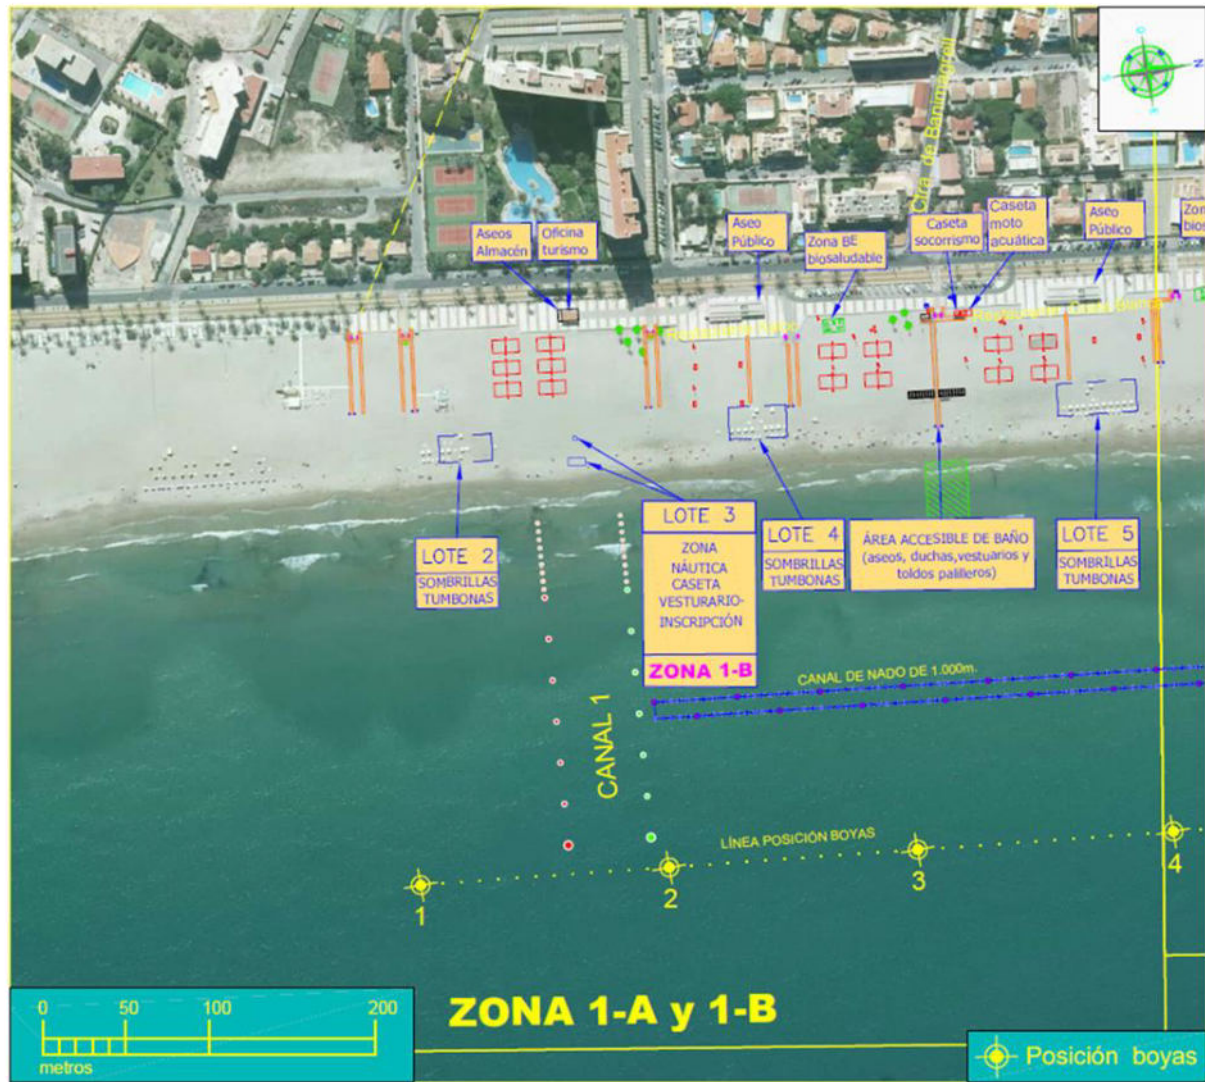 N
Ctra. de Benimagrell
Aseos
Almacén
Oficina
turismo
Aseo
Público
Zona BE
biosaludable
Caseta
socorrismo
Caseta
moto
acuática
Aseo
Público
LOTE 2
SOMBRILLAS
TUMBONAS
LOTE 3
ZONA
NÁUTICA
CASETA
VESTURARIO-
INSCRIPCIÓN
ZONA 1-B
LOTE 4
SOMBRILLAS
TUMBONAS
ÁREA ACCESIBLE DE BAÑO
(aseos, duchas,vestuarios y
toldos palilleros)
LOTE 5
SOMBRILLAS
TUMBONAS
CANAL DE NADO DE 1.000m.
CANAL 1
LÍNEA POSICIÓN BOYAS
1
2
3
4
0 50 100 200
metros
ZONA 1-A y 1-B
Posición boyas